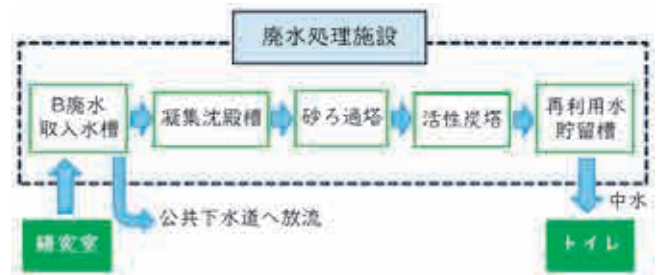 廃水処理施設
B廃水
取入水槽
凝集沈殿槽
砂ろ過塔
活性炭塔
再利用水
貯留槽
中水
公共下水道へ放流
研究室
トイレ